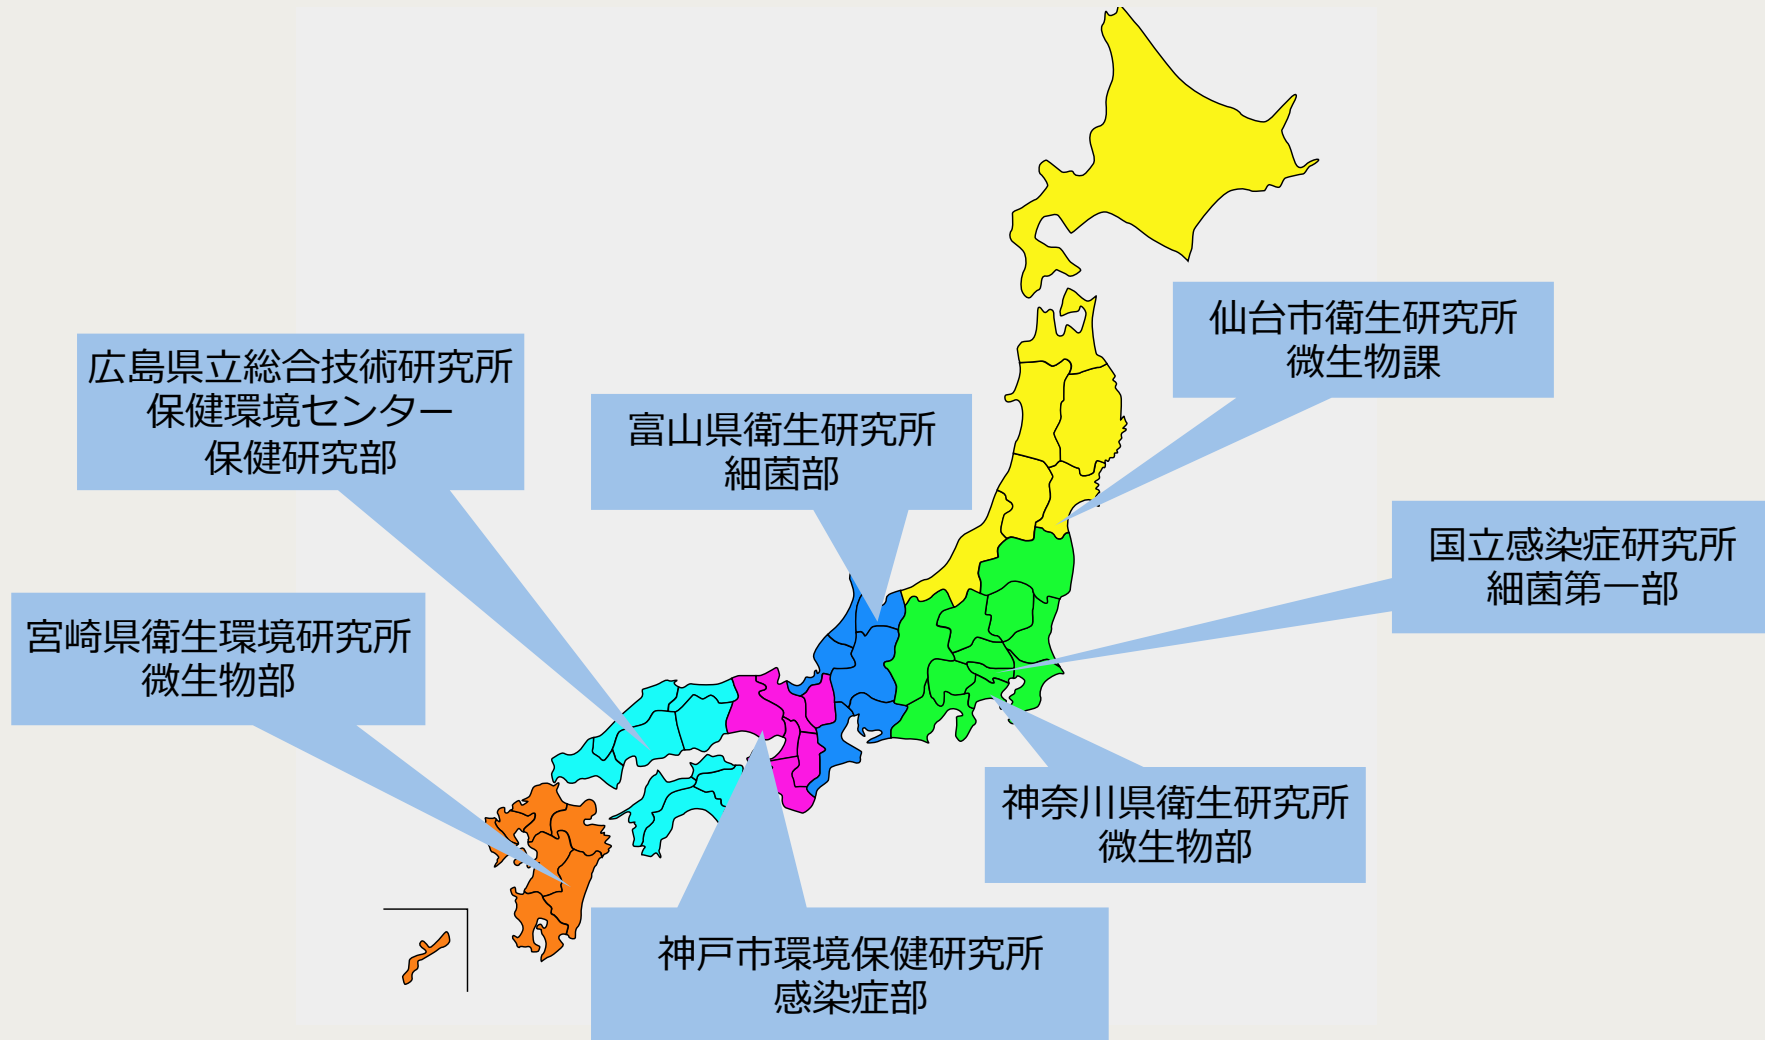 仙台市衛生研究所
微生物課
広島県立総合技術研究所
保健環境センター
保健研究部
富山県衛生研究所
細菌部
国立感染症研究所
細菌第一部
宮崎県衛生環境研究所
微生物部
神奈川県衛生研究所
微生物部
神戸市環境保健研究所
感染症部